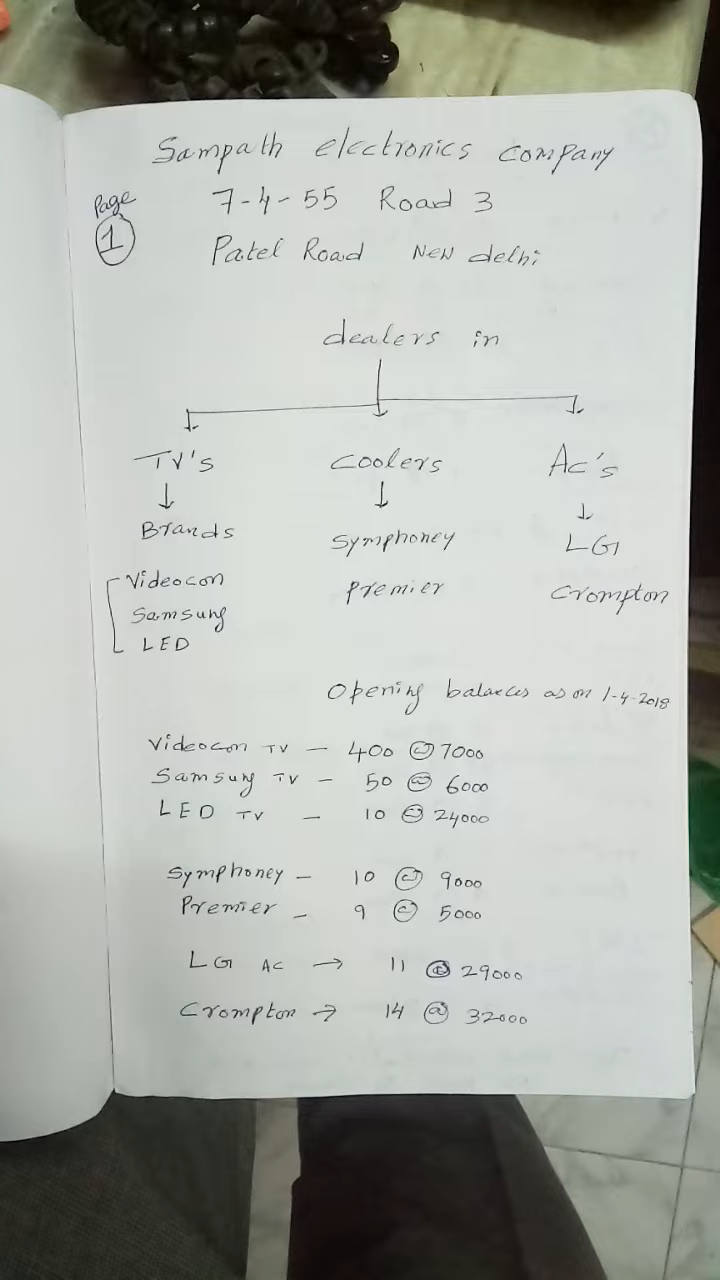 Sampath electronics company
Page
1
7-4-55 Road 3
Patel Road New delhi
dealers in
TV's Coolers Ac's
Brands Symphoney LG
Videocon Premier Crompton
Samsung
LED
Opening balances as on 1-4-2018
Videocon TV - 400 @ 7000
Samsung TV - 50 @ 6000
LED TV - 10 @ 24000
Symphoney - 10 @ 9000
Premier - 9 @ 5000
LG AC → 11 @ 29000
Crompton → 14 @ 32000